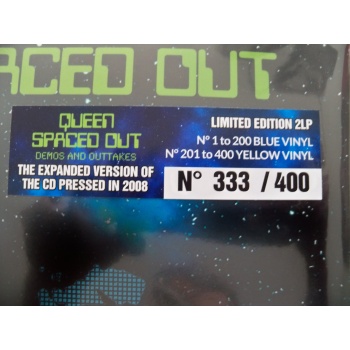 RACED OUT
QUEEN
SPACED OUT
DEMOS AND OUTTAKES
THE EXPANDED VERSION OF
THE CD PRESSED IN 2008
LIMITED EDITION 2LP
N° 1 to 200 BLUE VINYL
N° 201 to 400 YELLOW VINYL
N° 333 / 400